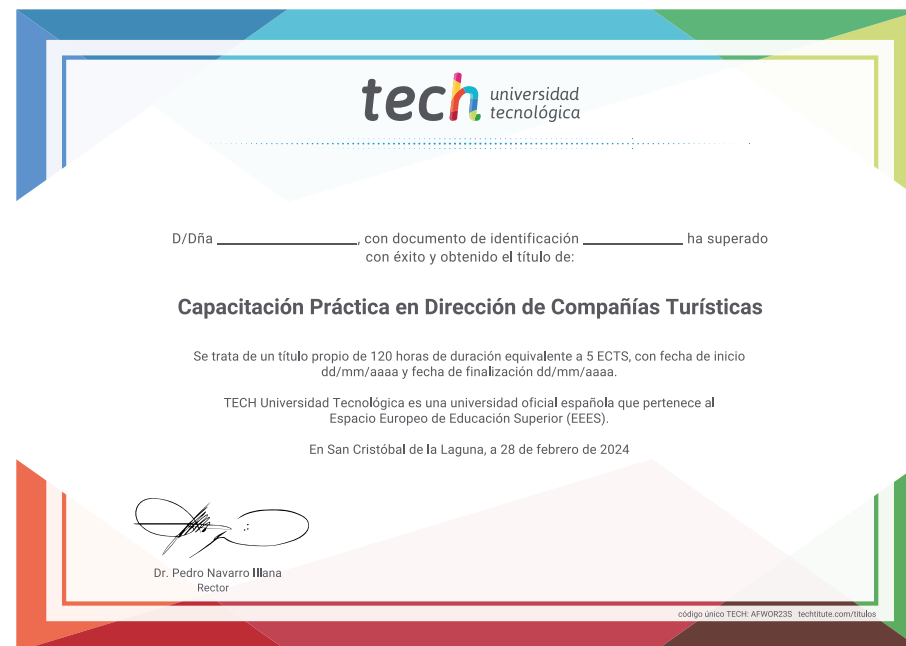 tech universidad
tecnológica
D/Dña ____________________, con documento de identificación ______________ ha superado
con éxito y obtenido el título de:
Capacitación Práctica en Dirección de Compañías Turísticas
Se trata de un título propio de 120 horas de duración equivalente a 5 ECTS, con fecha de inicio
dd/mm/aaaa y fecha de finalización dd/mm/aaaa.
TECH Universidad Tecnológica es una universidad oficial española que pertenece al
Espacio Europeo de Educación Superior (EEES).
En San Cristóbal de la Laguna, a 28 de febrero de 2024
Dr. Pedro Navarro Illana
Rector
código único TECH: AFWOR23S techtitute.com/titulos